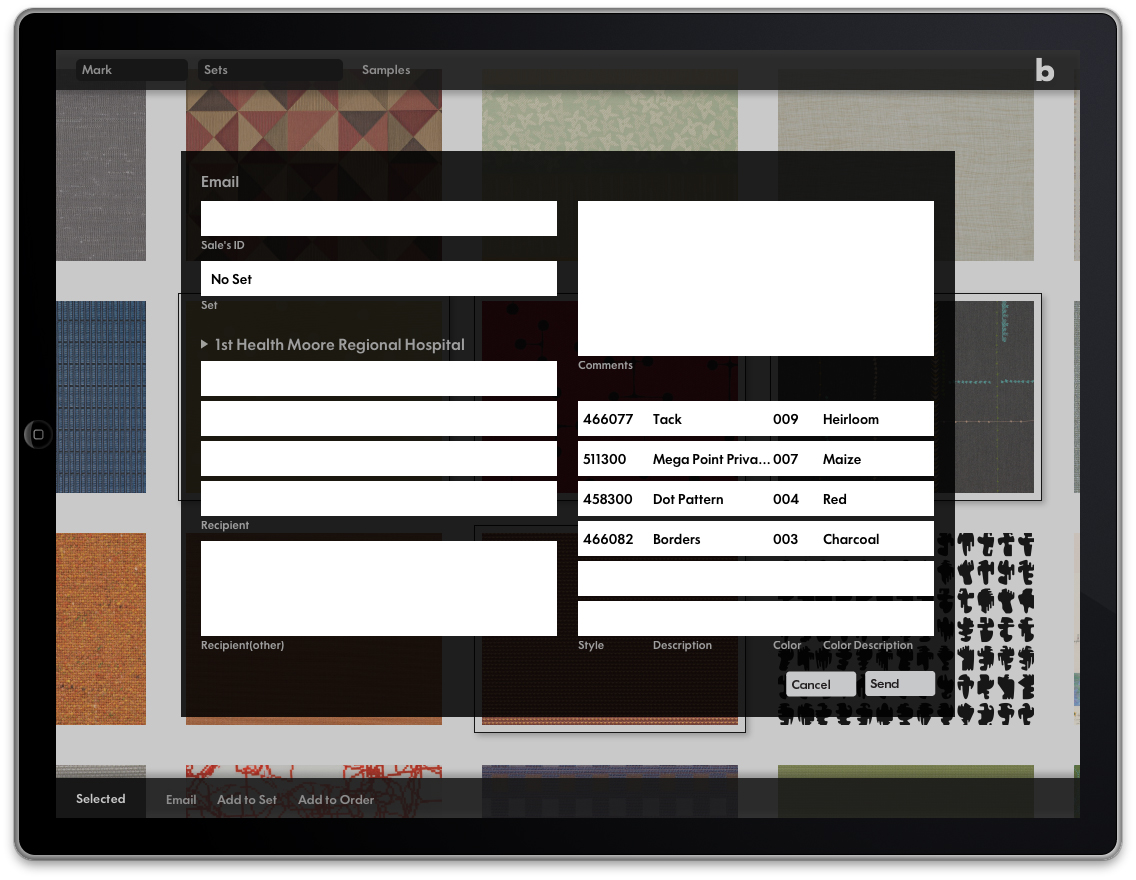 Mark Sets Samples b
Email
Sale's ID
No Set
Set
1st Health Moore Regional Hospital
Recipient
Recipient(other)
Comments
466077 Tack 009 Heirloom
511300 Mega Point Priva... 007 Maize
458300 Dot Pattern 004 Red
466082 Borders 003 Charcoal
Style Description Color Color Description
Cancel Send
Selected Email Add to Set Add to Order